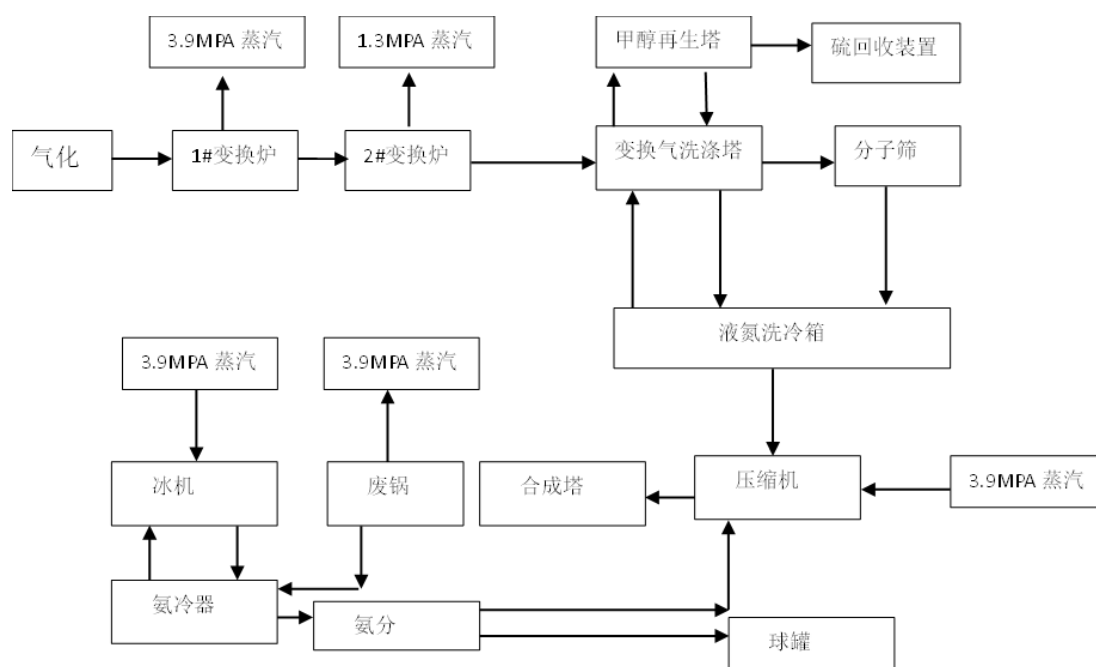 3.9MPA 蒸汽
1.3MPA 蒸汽
甲醇再生塔
硫回收装置
气化
1#变换炉
2#变换炉
变换气洗涤塔
分子筛
液氮洗冷箱
3.9MPA 蒸汽
3.9MPA 蒸汽
冰机
废锅
合成塔
压缩机
3.9MPA 蒸汽
氨冷器
氨分
球罐